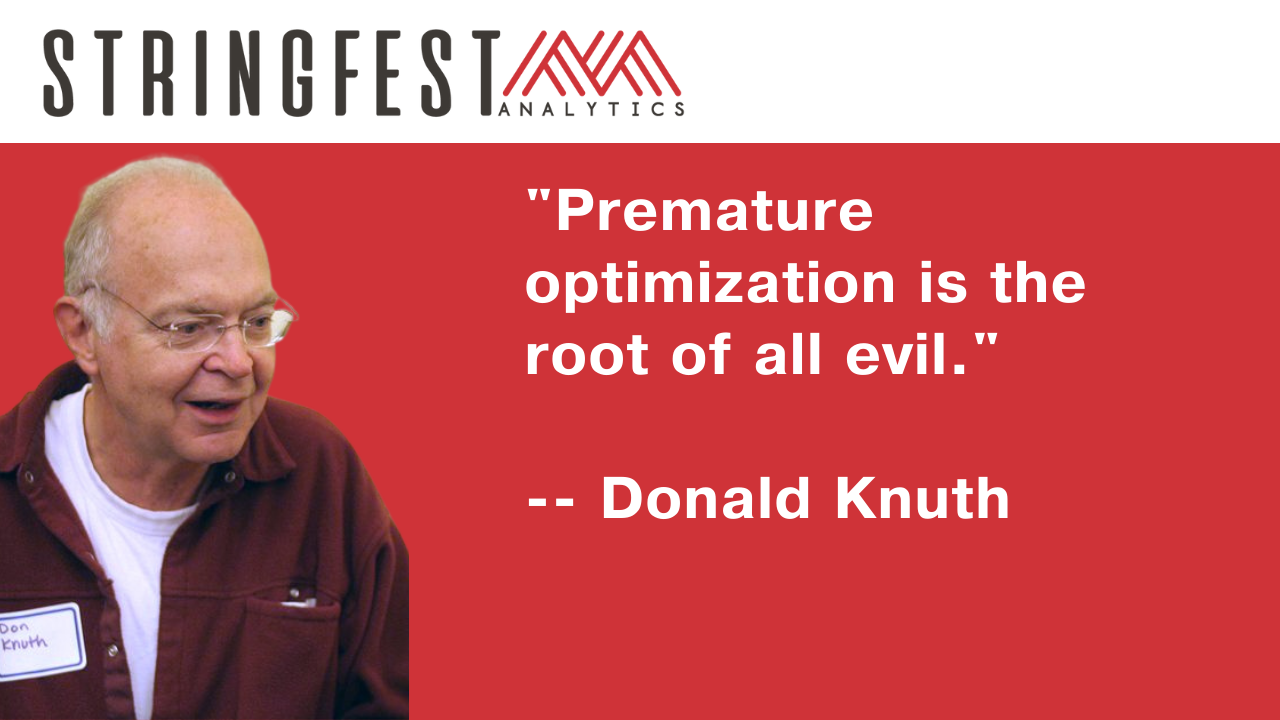 STRINGFEST
ANALYTICS
"Premature
optimization is the
root of all evil."
-- Donald Knuth
Don
Knuth